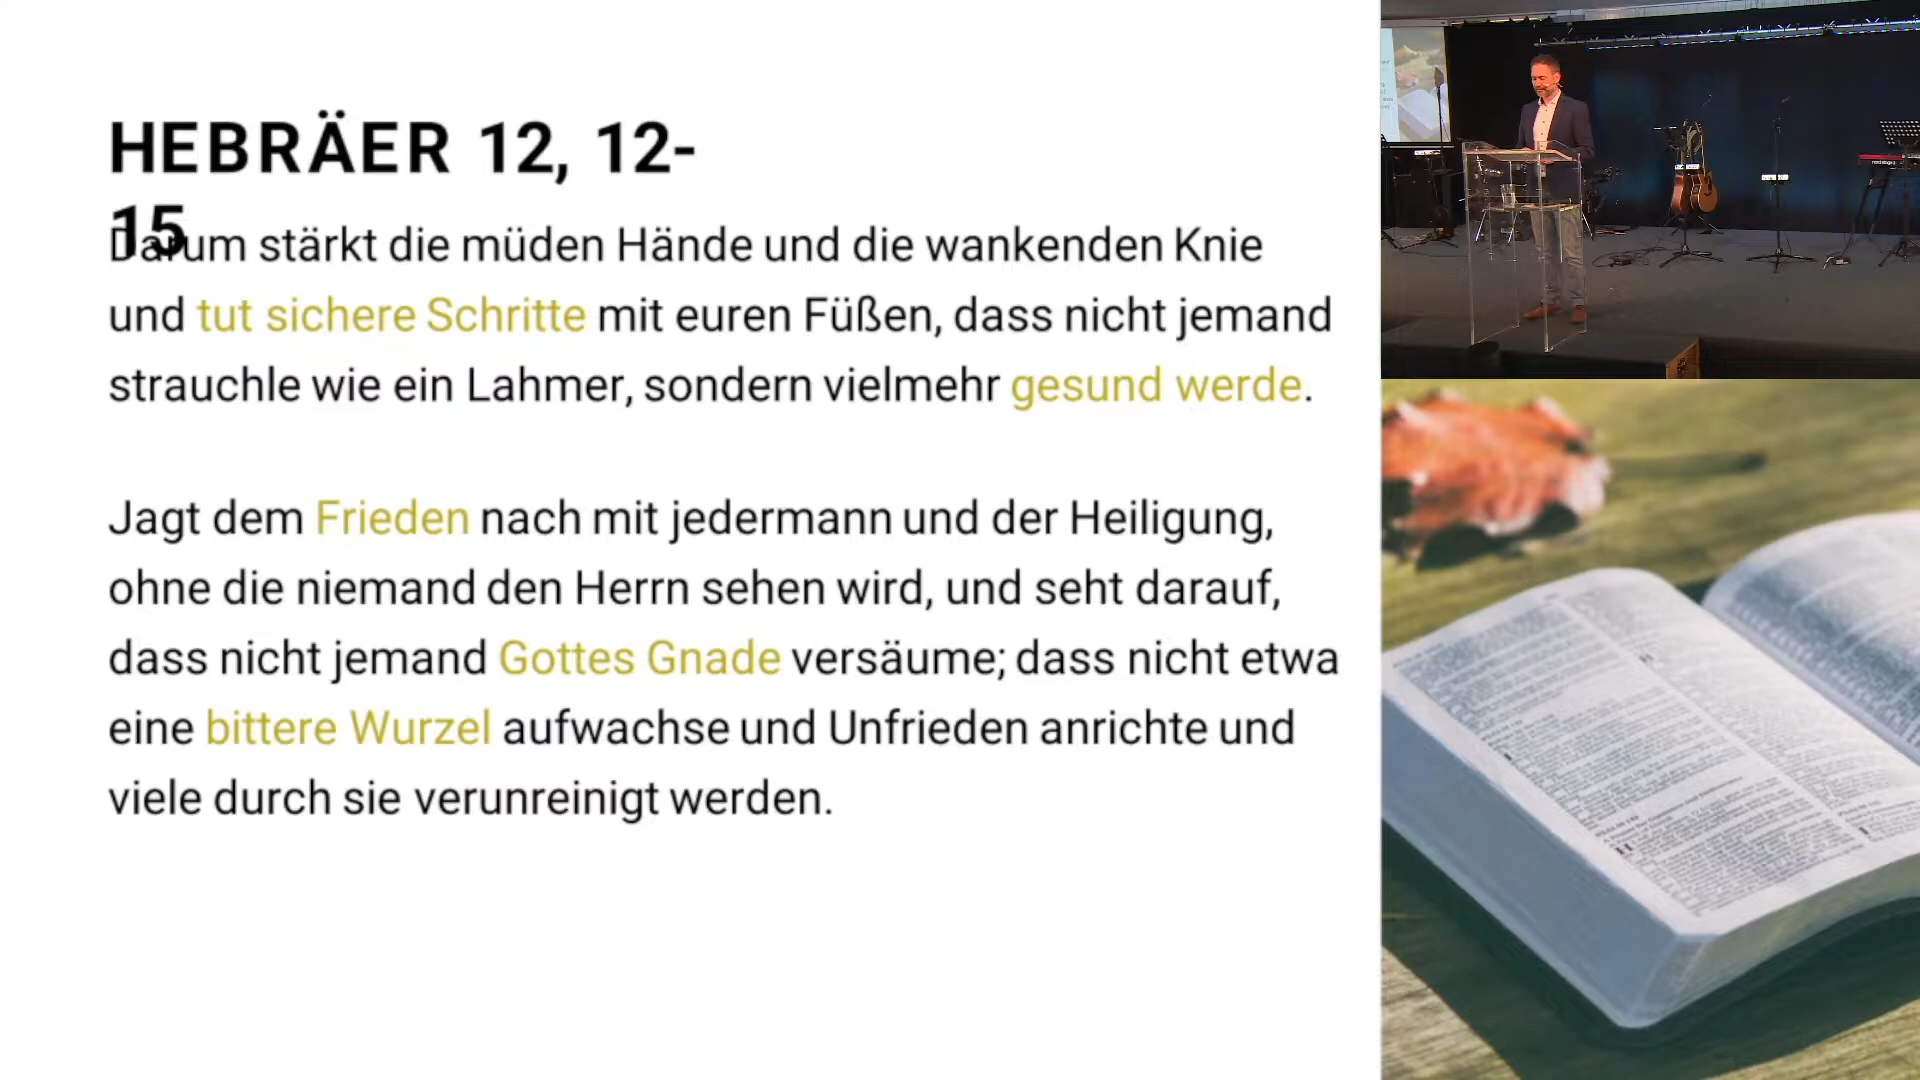 HEBRÄER 12, 12-
15
Darum stärkt die müden Hände und die wankenden Knie
und tut sichere Schritte mit euren Füßen, dass nicht jemand
strauchle wie ein Lahmer, sondern vielmehr gesund werde.
Jagt dem Frieden nach mit jedermann und der Heiligung,
ohne die niemand den Herrn sehen wird, und seht darauf,
dass nicht jemand Gottes Gnade versäume; dass nicht etwa
eine bittere Wurzel aufwachse und Unfrieden anrichte und
viele durch sie verunreinigt werden.